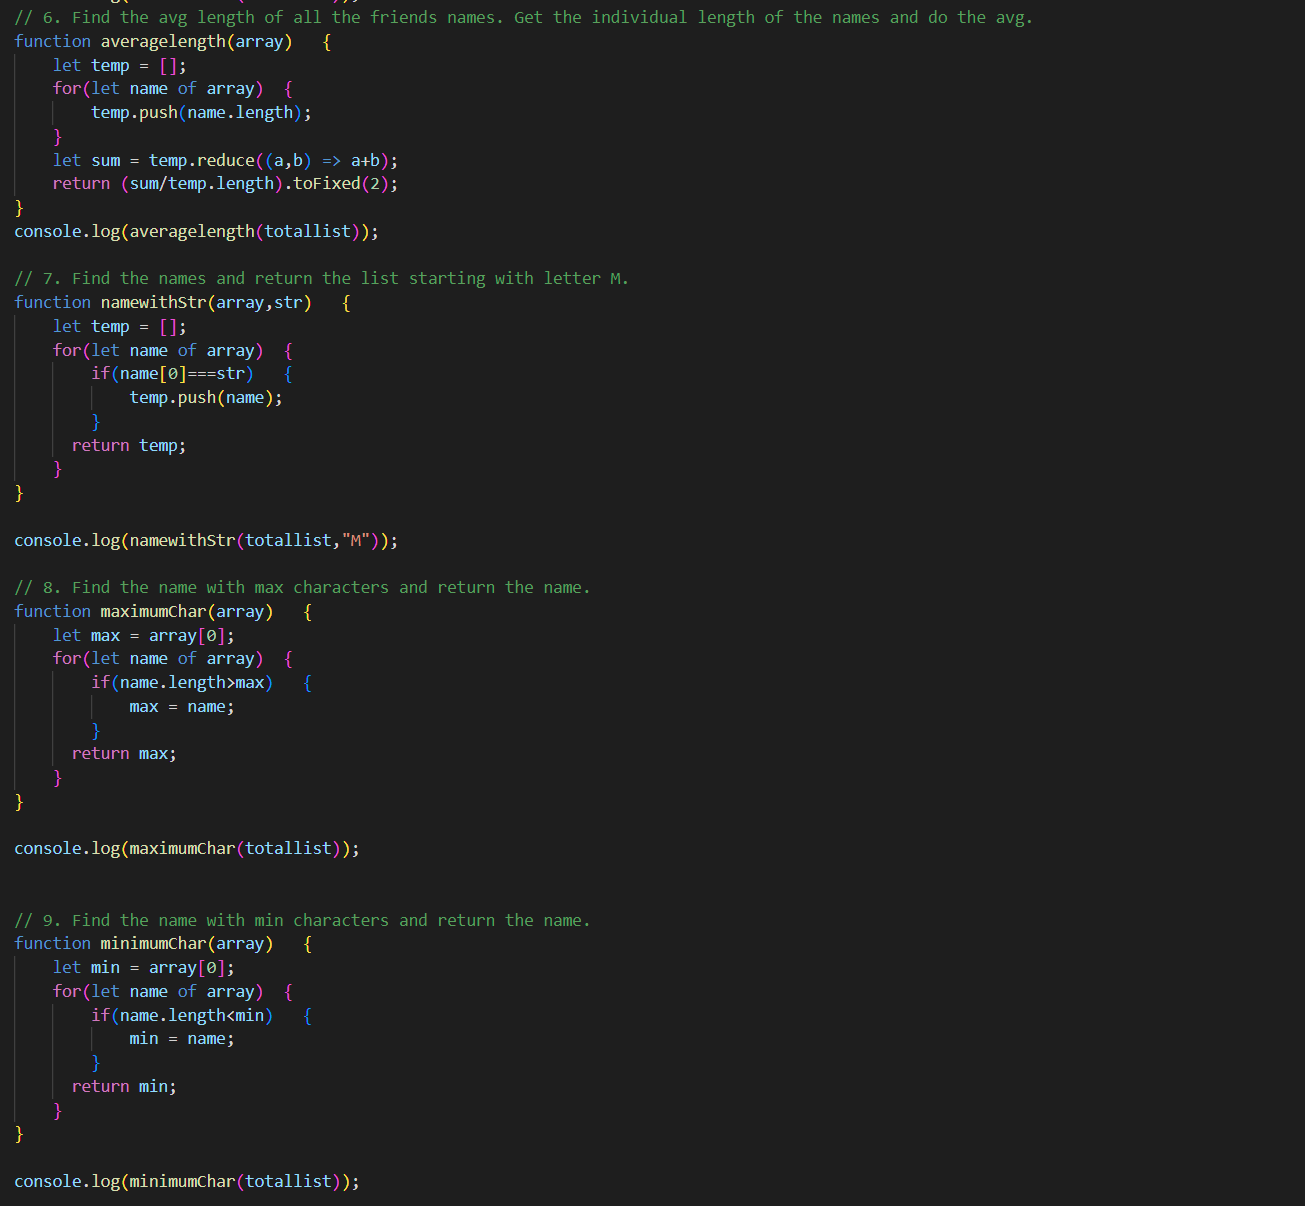 // 6. Find the avg length of all the friends names. Get the individual length of the names and do the avg.
function averagelength(array)   {
    let temp = [];
    for(let name of array)  {
        temp.push(name.length);
    }
    let sum = temp.reduce((a,b) => a+b);
    return (sum/temp.length).toFixed(2);
}
console.log(averagelength(totallist));

// 7. Find the names and return the list starting with letter M.
function namewithStr(array,str)   {
    let temp = [];
    for(let name of array)  {
        if(name[0]===str)   {
            temp.push(name);
        }
      return temp;
    }
}

console.log(namewithStr(totallist,"M"));

// 8. Find the name with max characters and return the name.
function maximumChar(array)   {
    let max = array[0];
    for(let name of array)  {
        if(name.length>max)   {
            max = name;
        }
      return max;
    }
}

console.log(maximumChar(totallist));


// 9. Find the name with min characters and return the name.
function minimumChar(array)   {
    let min = array[0];
    for(let name of array)  {
        if(name.length<min)   {
            min = name;
        }
      return min;
    }
}

console.log(minimumChar(totallist));